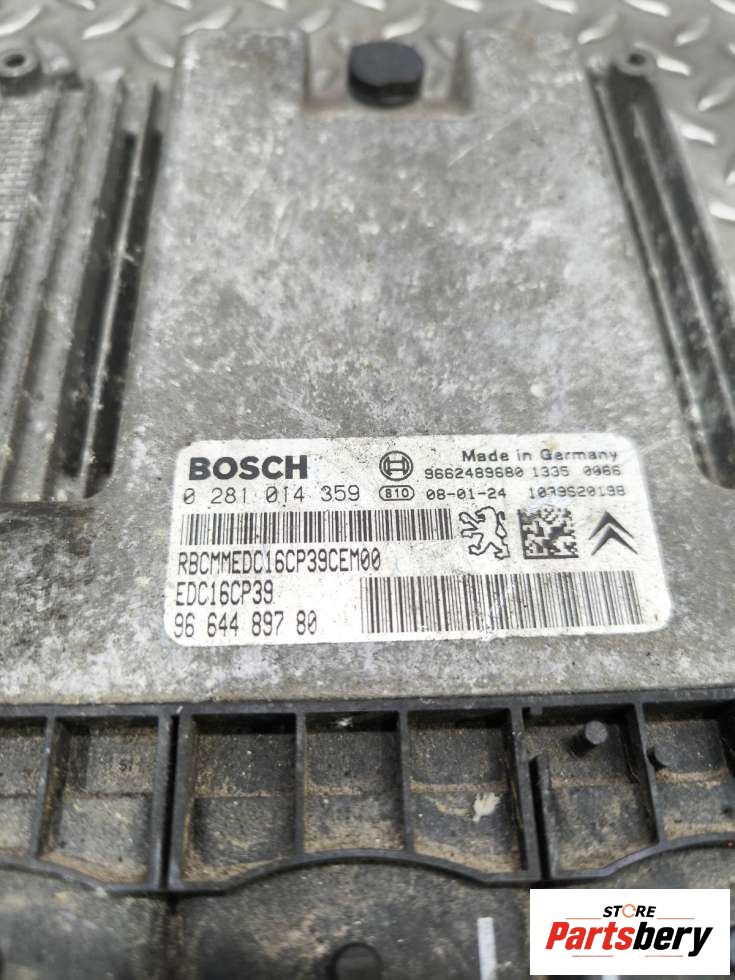 BOSCH
Made in Germany
9662489680 1335 0966
0 281 014 359
810 08-01-24 1039S20198
RBCMMEDC16CP39CEM00
EDC16CP39
96 644 897 80
STORE
Partsbery